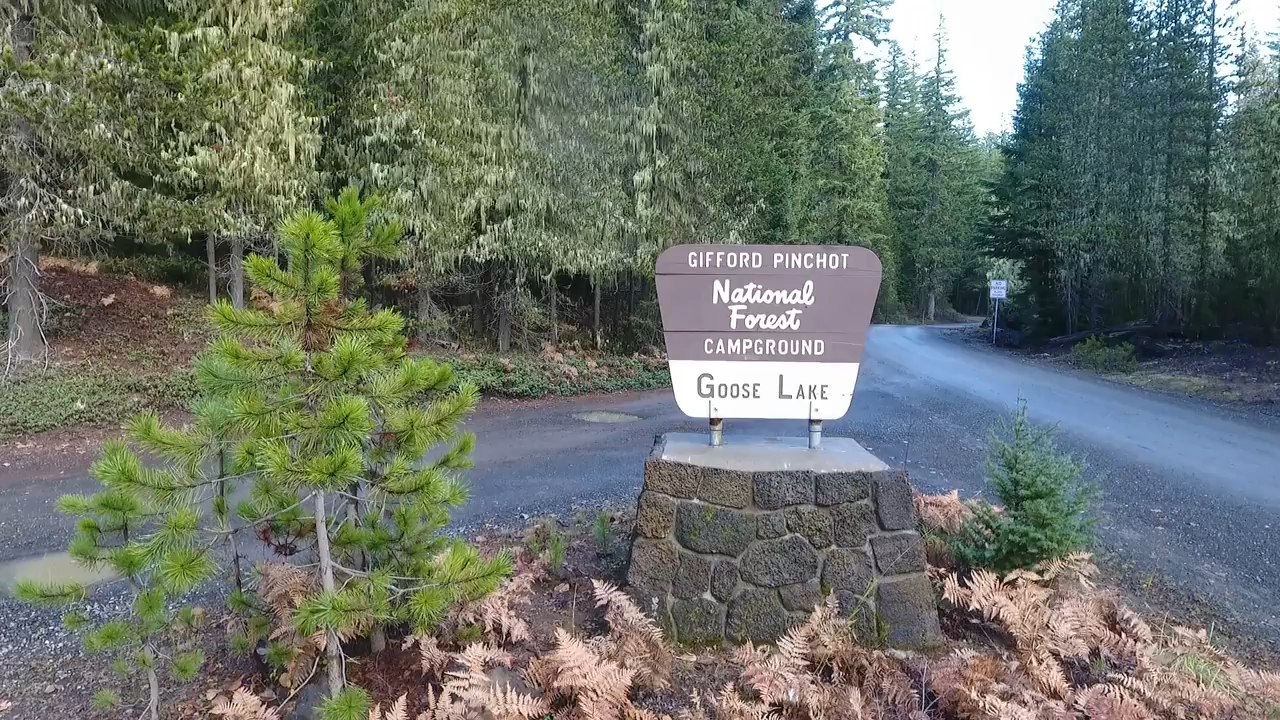 GIFFORD PINCHOT
National
Forest
CAMPGROUND
GOOSE LAKE